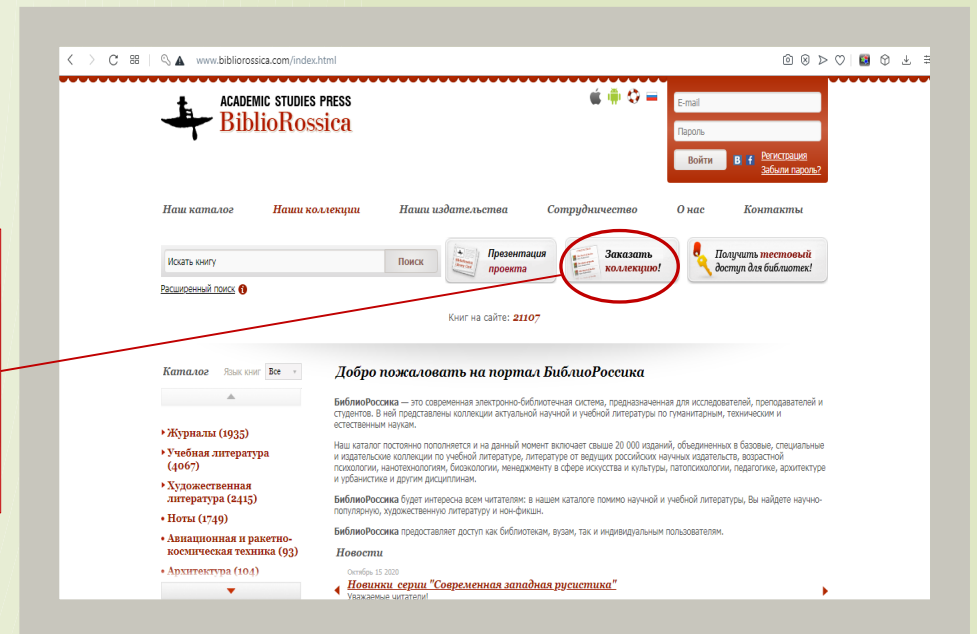 www.bibliorossica.com/index.html
ACADEMIC STUDIES PRESS
BiblioRossica
E-mail
Пароль
Войти
В f
Регистрация
Забыли пароль?
Наш каталог Наши коллекции Наши издательства Сотрудничество О нас Контакты
Искать книгу
Поиск
Презентация
проекта
Заказать
коллекцию!
Получить тестовый
доступ для библиотек!
Расширенный поиск
Книг на сайте: 21107
Каталог Язык книг Все
Журналы (1935)
Учебная литература
(4067)
Художественная
литература (2415)
Ноты (1749)
Авиационная и ракетно-
космическая техника (93)
Архитектура (104)
Добро пожаловать на портал БиблиоРоссика
БиблиоРоссика — это современная электронно-библиотечная система, предназначенная для исследователей, преподавателей и
студентов. В ней представлены коллекции актуальной научной и учебной литературы по гуманитарным, техническим и
естественным наукам.
Наш каталог постоянно пополняется и на данный момент включает свыше 20 000 изданий, объединенных в базовые, специальные
и издательские коллекции по учебной литературе, литературе от ведущих российских научных издательств, возрастной
психологии, нанотехнологиям, биоэкологии, менеджменту в сфере искусства и культуры, патопсихологии, педагогике, архитектуре
и урбанистике и другим дисциплинам.
БиблиоРоссика будет интересна всем читателям: в нашем каталоге помимо научной и учебной литературы, Вы найдете научно-
популярную, художественную литературу и нон-фикшн.
БиблиоРоссика предоставляет доступ как библиотекам, вузам, так и индивидуальным пользователям.
Новости
Октябрь 15 2020
Новинки серии "Современная западная русистика"
Уважаемые читатели!